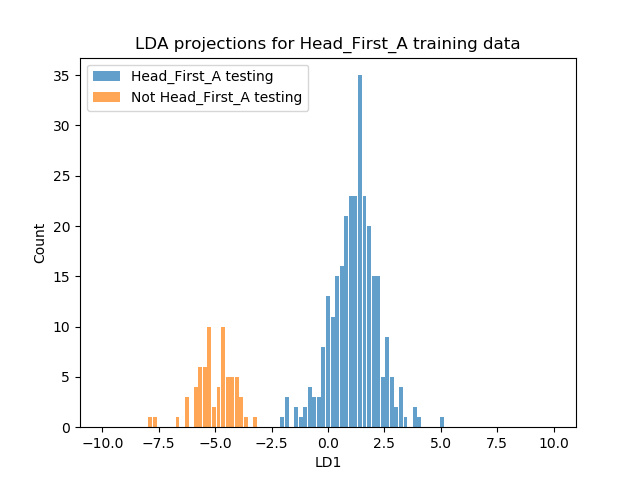 LDA projections for Head_First_A training data
Head_First_A testing
Not Head_First_A testing
Count
35
30
25
20
15
10
5
0
−10.0 −7.5 −5.0 −2.5 0.0 2.5 5.0 7.5 10.0
LD1